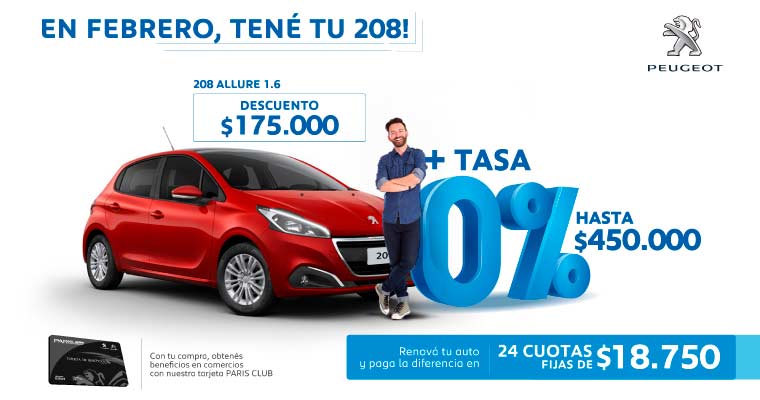 EN FEBRERO, TENÉ TU 208!
PEUGEOT
208 ALLURE 1.6
DESCUENTO
$175.000
+ TASA
0%
HASTA
$450.000
20
PARIS
Con tu compra, obtenés
beneficios en comercios
con nuestra tarjeta PARIS CLUB
Renová tu auto
y paga la diferencia en
24 CUOTAS
FIJAS DE $18.750